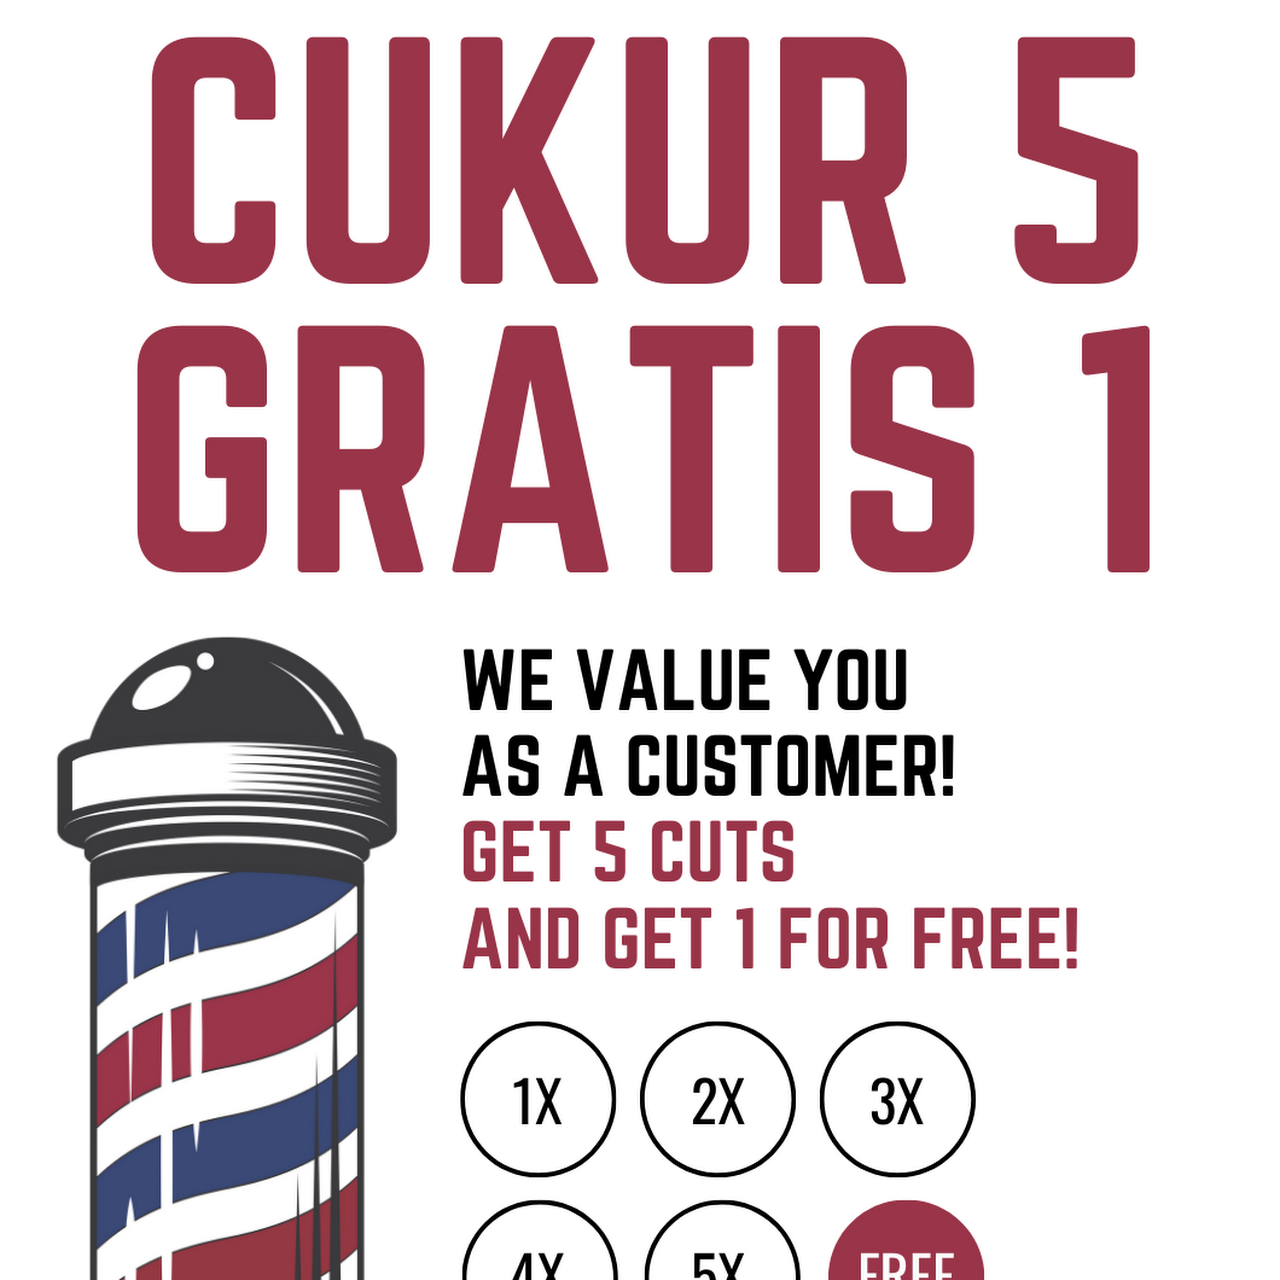 CUKUR 5
GRATIS 1
WE VALUE YOU
AS A CUSTOMER!
GET 5 CUTS
AND GET 1 FOR FREE!
1X 2X 3X
4X 5X FREE